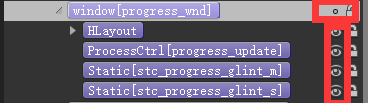 window[progress_wnd]
HLayout
ProcessCtrl[progress_update]
Static[stc_progress_glint_m]
Static[stc_progress_glint_s]